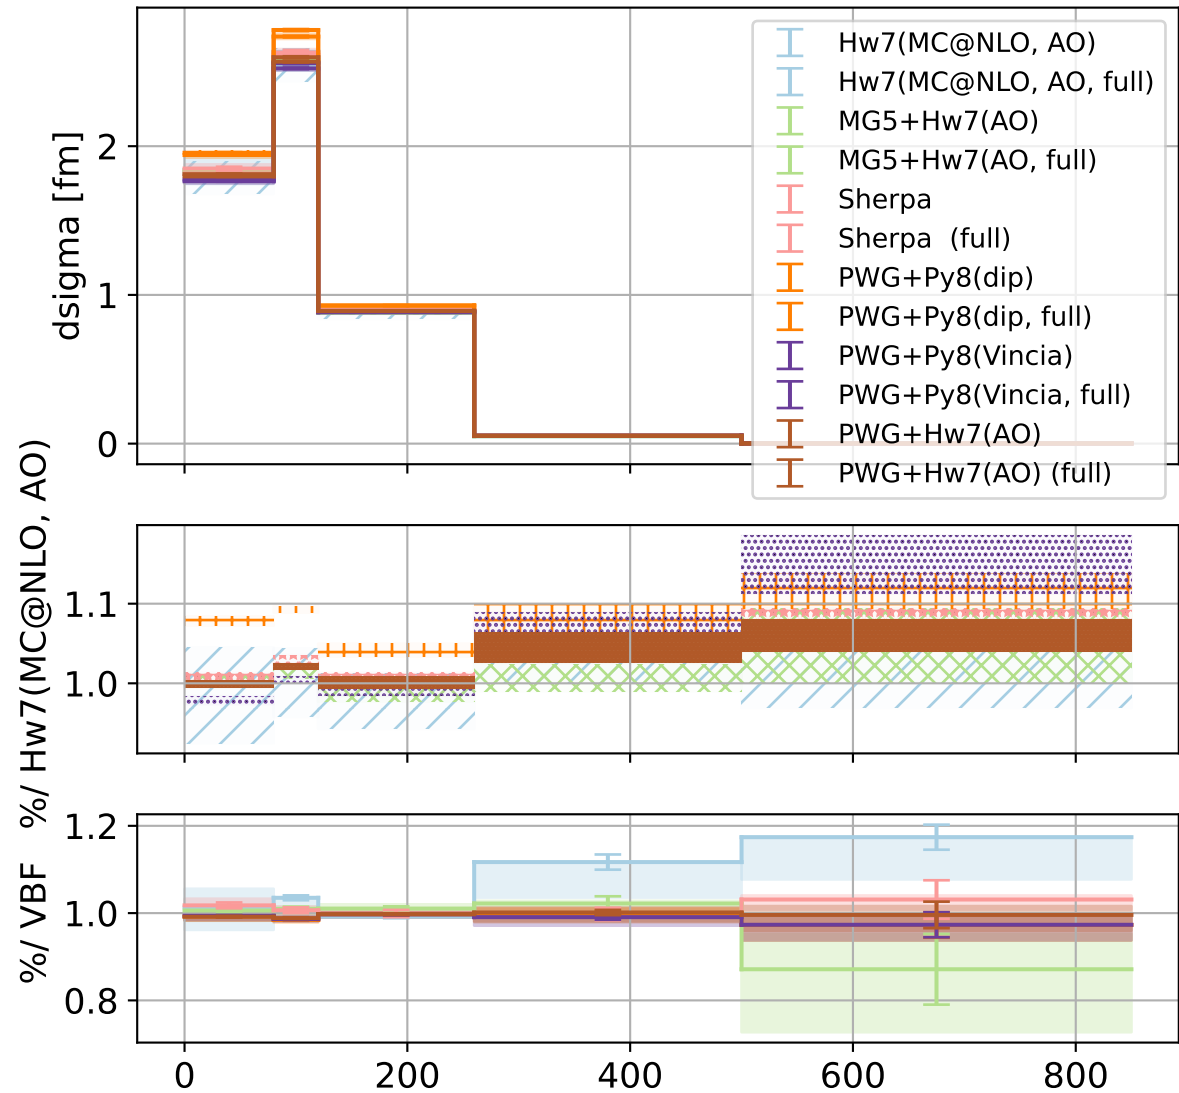 dsigma [fm]
2
1
0
Hw7(MC@NLO, AO)
Hw7(MC@NLO, AO, full)
MG5+Hw7(AO)
MG5+Hw7(AO, full)
Sherpa
Sherpa  (full)
PWG+Py8(dip)
PWG+Py8(dip, full)
PWG+Py8(Vincia)
PWG+Py8(Vincia, full)
PWG+Hw7(AO)
PWG+Hw7(AO) (full)
%/ Hw7(MC@NLO, AO)
1.1
1.0
%/ VBF
1.2
1.0
0.8
0 200 400 600 800